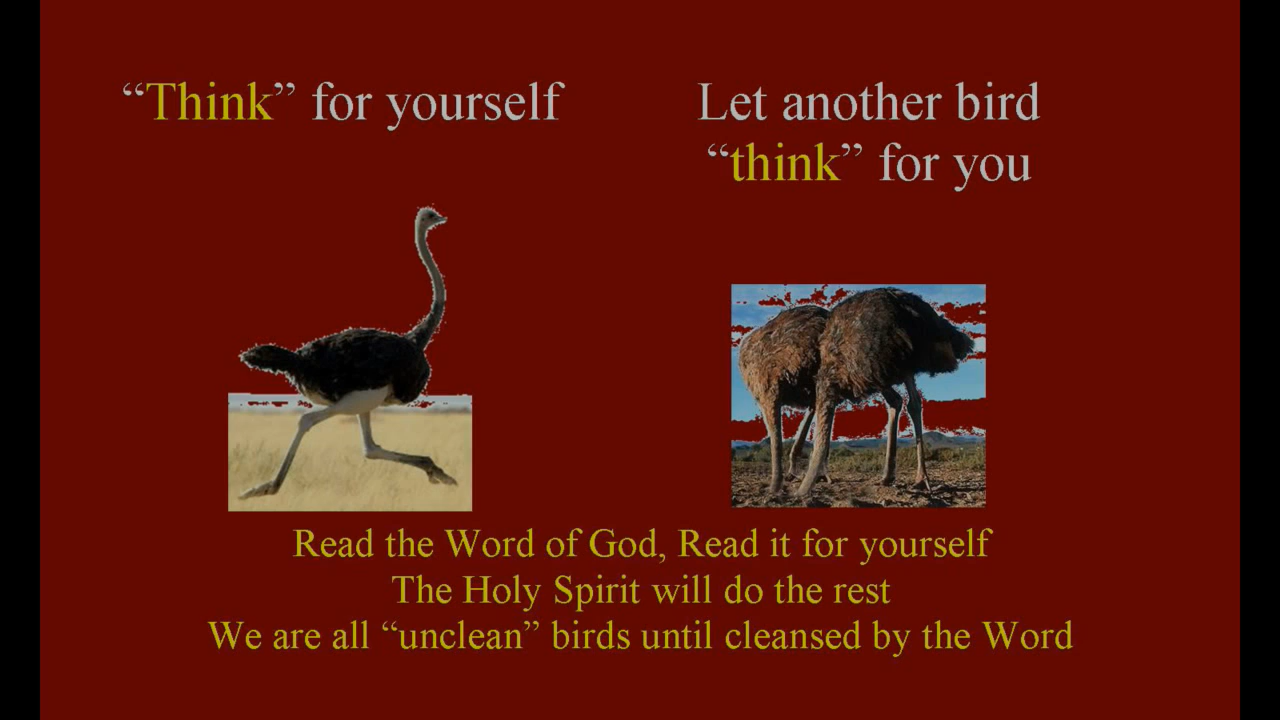 “Think” for yourself
Let another bird
“think” for you
Read the Word of God, Read it for yourself
The Holy Spirit will do the rest
We are all “unclean” birds until cleansed by the Word